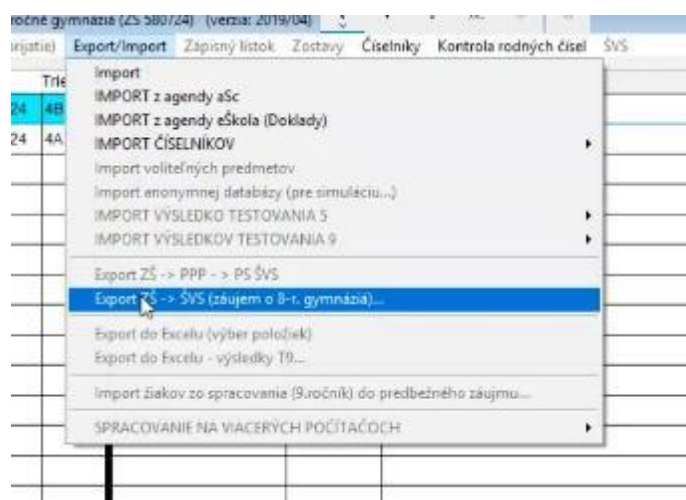 ročné gymnázia (ZŠ 580724) (verzia: 2019/04)
prijatie) Export/Import Zápisný lístok Zostavy Číselníky Kontrola rodných čísel ŠVS
Trie
24 4B
24 4A
Import
IMPORT z agendy aSc
IMPORT z agendy eŠkola (Doklady)
IMPORT ČÍSELNÍKOV
Import voliteľných predmetov
Import anonymnej databázy (pre simuláciu...)
IMPORT VÝSLEDKO TESTOVANIA 5
IMPORT VÝSLEDKOV TESTOVANIA 9
Export ZŠ -> PPP - > PS ŠVS
Export ZŠ -> ŠVS (záujem o 8-r. gymnáziá)...
Export do Excelu (výber položiek)
Export do Excelu - výsledky T9...
Import žiakov zo spracovania (9.ročník) do predbežného záujmu...
SPRACOVANIE NA VIACERÝCH POČÍTAČOCH